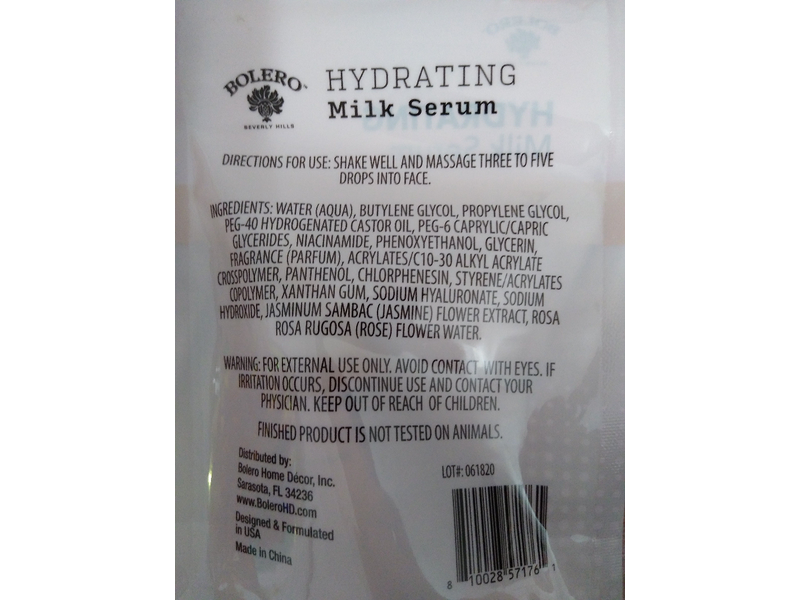 BOLERO™
BEVERLY HILLS
HYDRATING
Milk Serum
DIRECTIONS FOR USE: SHAKE WELL AND MASSAGE THREE TO FIVE
DROPS INTO FACE.
INGREDIENTS: WATER (AQUA), BUTYLENE GLYCOL, PROPYLENE GLYCOL,
PEG-40 HYDROGENATED CASTOR OIL, PEG-6 CAPRYLIC/CAPRIC
GLYCERIDES, NIACINAMIDE, PHENOXYETHANOL, GLYCERIN,
FRAGRANCE (PARFUM), ACRYLATES/C10-30 ALKYL ACRYLATE
CROSSPOLYMER, PANTHENOL, CHLORPHENESIN, STYRENE/ACRYLATES
COPOLYMER, XANTHAN GUM, SODIUM HYALURONATE, SODIUM
HYDROXIDE, JASMINUM SAMBAC (JASMINE) FLOWER EXTRACT, ROSA
ROSA RUGOSA (ROSE) FLOWER WATER.
WARNING: FOR EXTERNAL USE ONLY. AVOID CONTACT WITH EYES. IF
IRRITATION OCCURS, DISCONTINUE USE AND CONTACT YOUR
PHYSICIAN. KEEP OUT OF REACH OF CHILDREN.
FINISHED PRODUCT IS NOT TESTED ON ANIMALS.
Distributed by:
Bolero Home Décor, Inc.
Sarasota, FL 34236
www.BoleroHD.com
Designed & Formulated
in USA
Made in China
LOT#: 061820
8 10028 57176 1